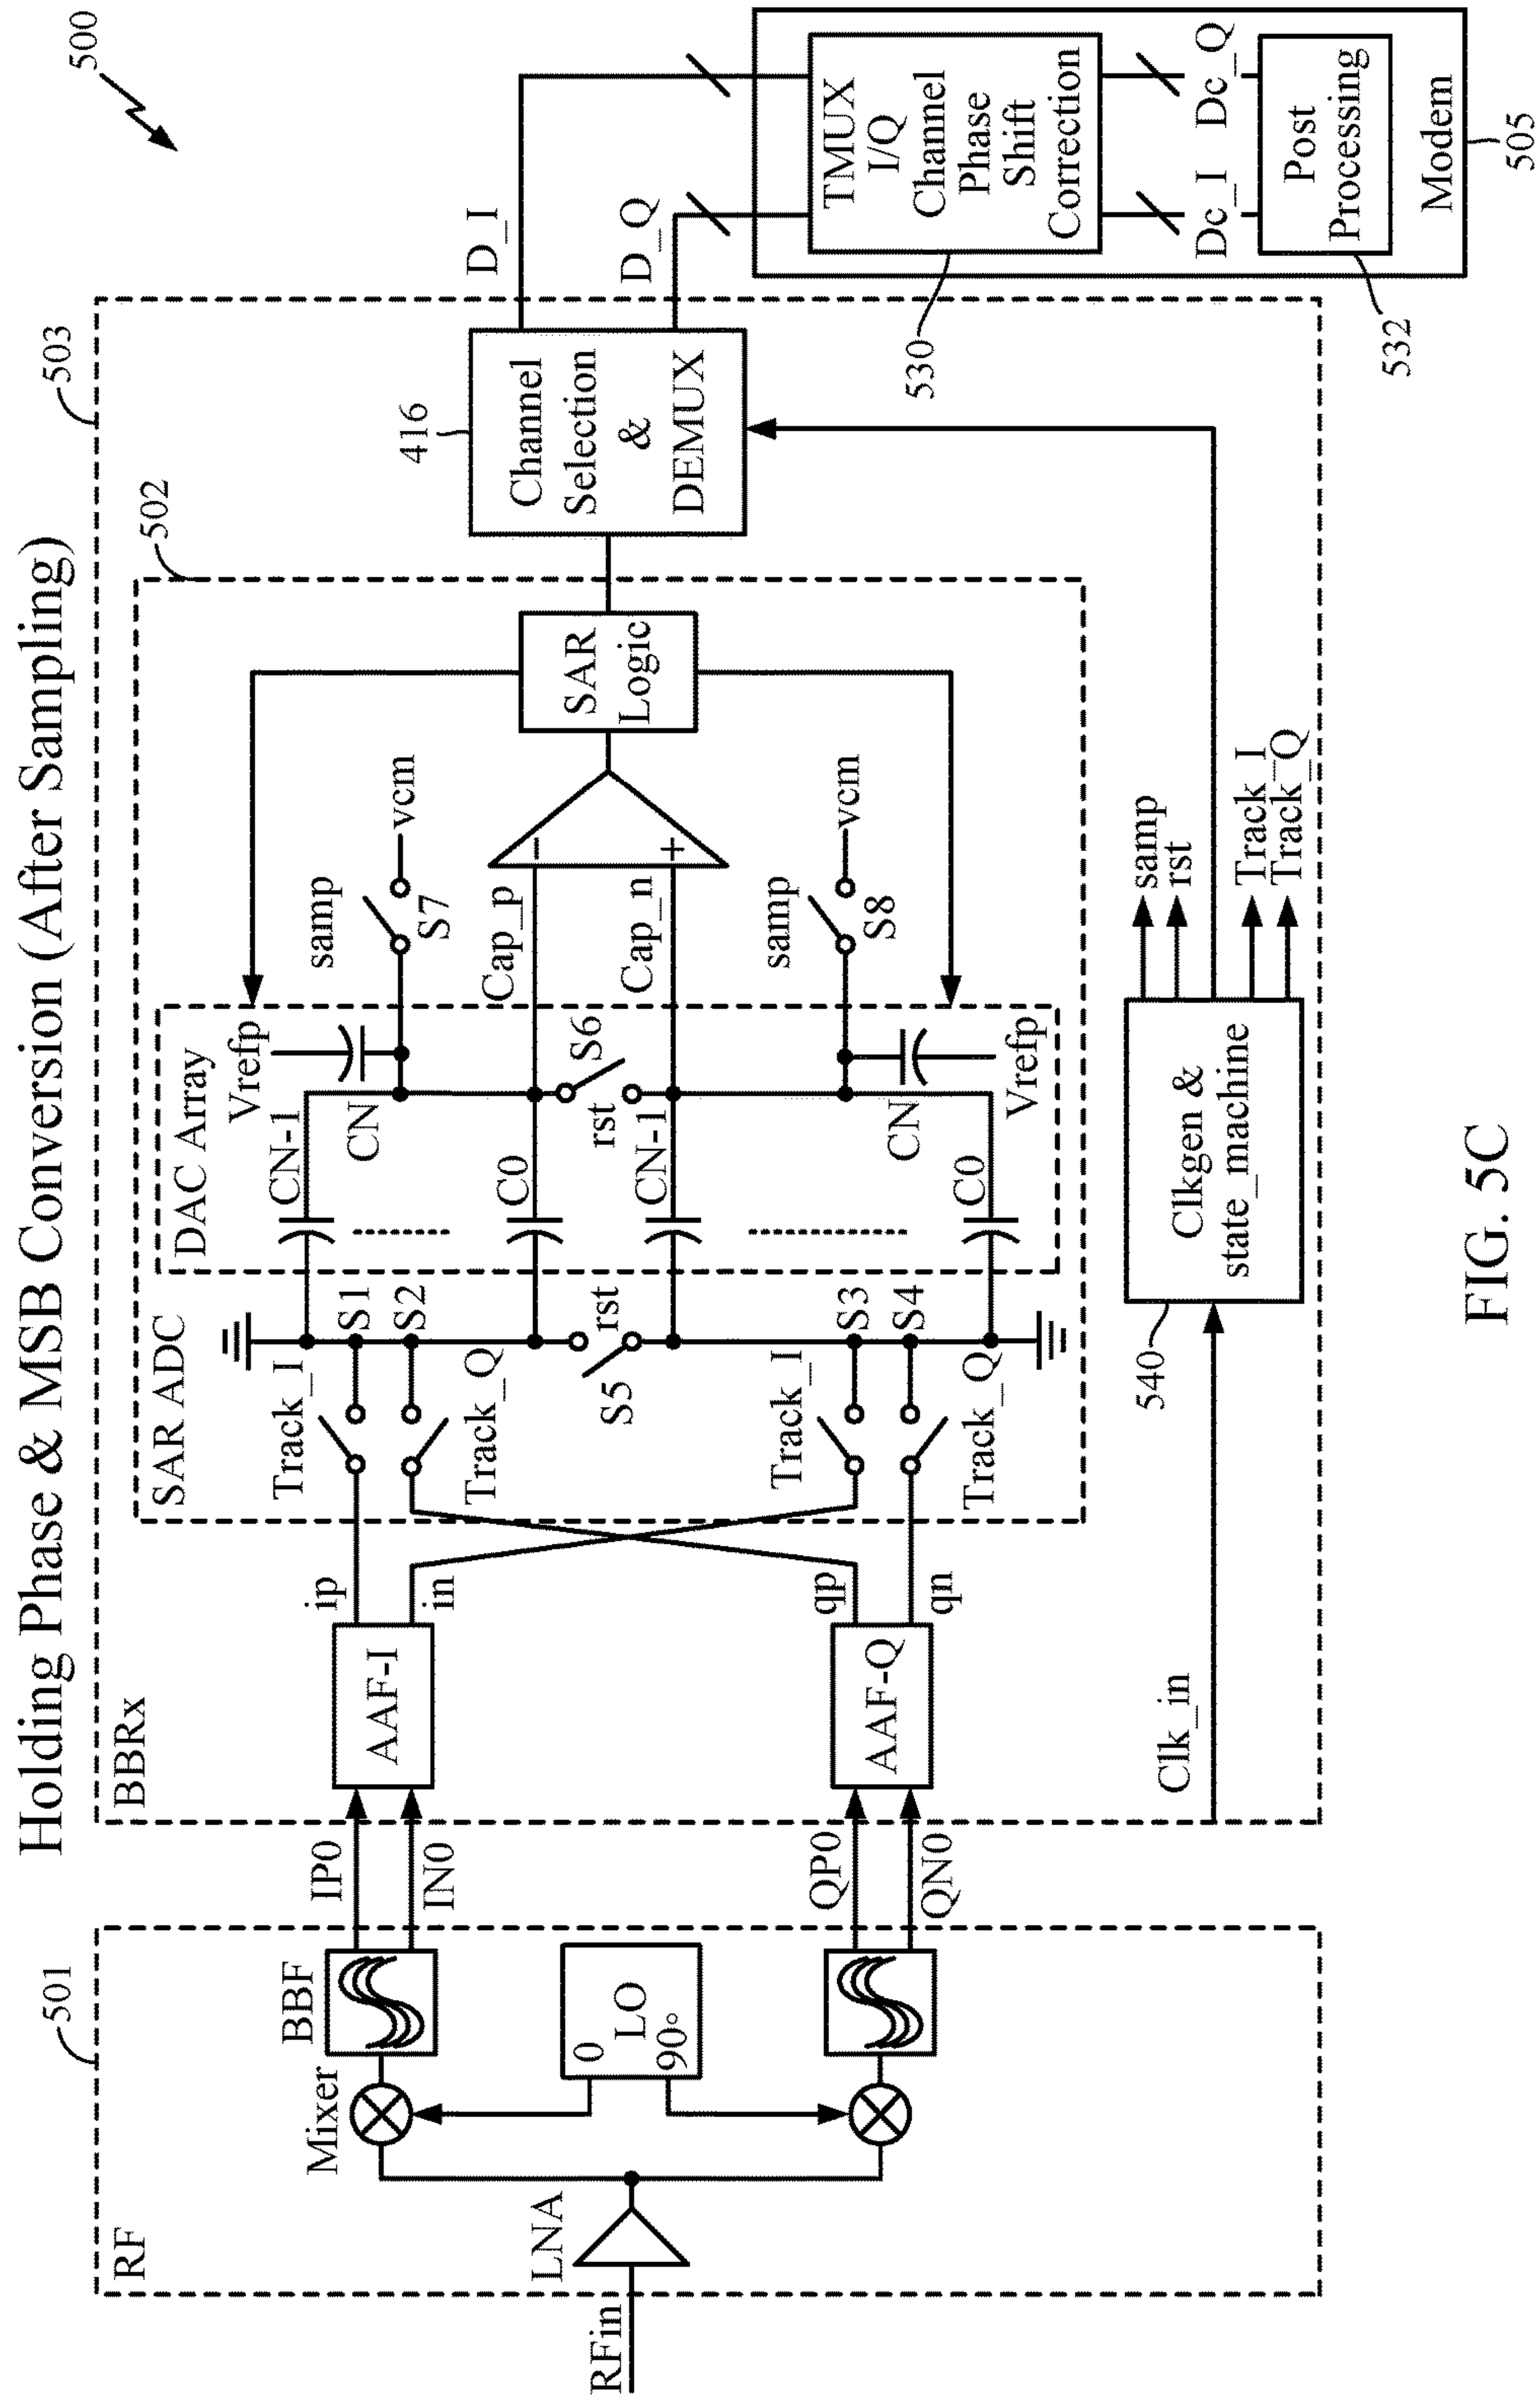 Holding Phase & MSB Conversion (After Sampling)
500
501
RF
RFin
LNA
Mixer
BBF
LO
0
90°
IP0
IN0
QP0
QN0
503
BBRx
AAF-I
AAF-Q
ip
in
qp
qn
502
SAR ADC
Track_I
S1
S2
Track_Q
rst
S5
Track_I
S3
S4
Track_Q
DAC Array
Vrefp
CN-1
CN
C0
S6
rst
CN-1
CN
C0
Vrefp
samp
S7
vcm
Cap_p
Cap_n
samp
S8
vcm
−
+
SAR
Logic
416
Channel
Selection
&
DEMUX
D_I
D_Q
Clk_in
540
Clkgen &
state_machine
samp
rst
Track_I
Track_Q
530
TMUX
I/Q
Channel
Phase
Shift
Correction
Dc_I
Dc_Q
Post
Processing
532
Modem
505
FIG. 5C